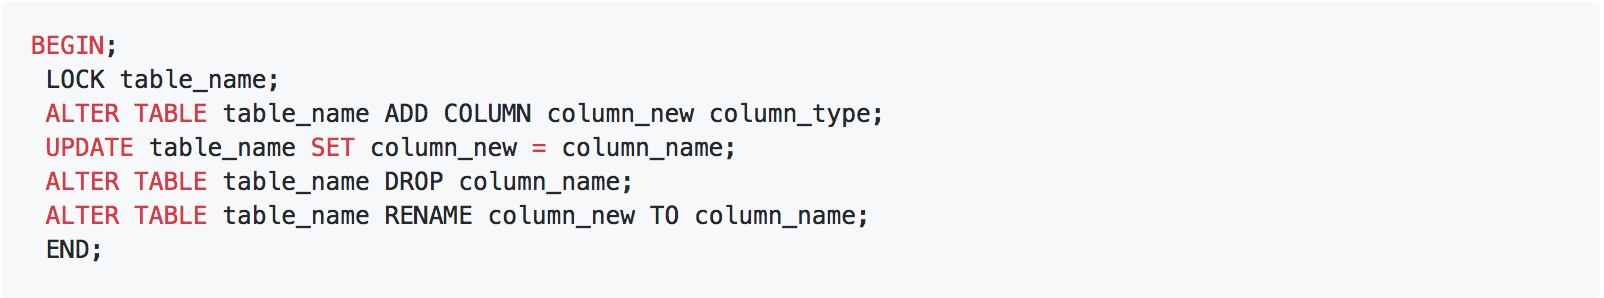 BEGIN;
LOCK table_name;
ALTER TABLE table_name ADD COLUMN column_new column_type;
UPDATE table_name SET column_new = column_name;
ALTER TABLE table_name DROP column_name;
ALTER TABLE table_name RENAME column_new TO column_name;
END;